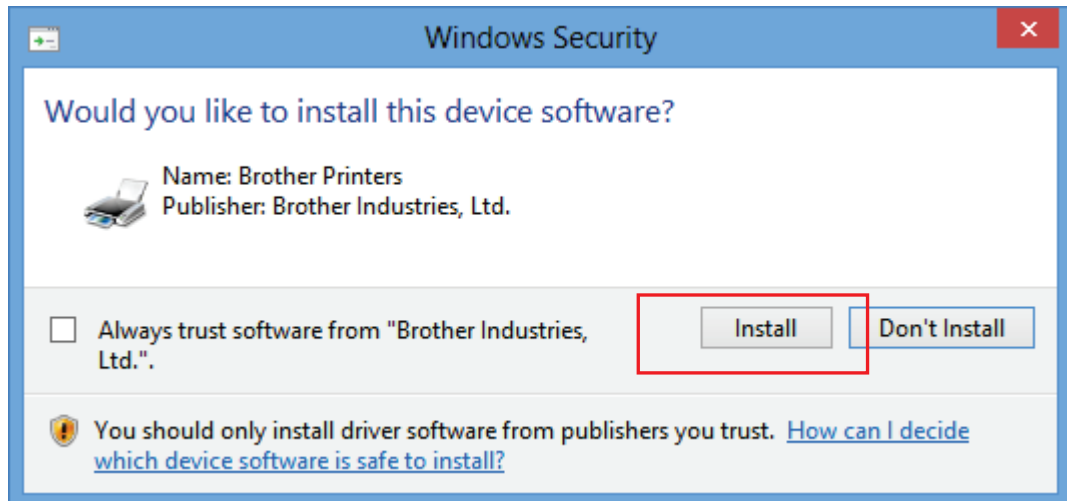 Windows Security
Would you like to install this device software?
Name: Brother Printers
Publisher: Brother Industries, Ltd.
Always trust software from "Brother Industries,
Ltd.".
Install
Don't Install
You should only install driver software from publishers you trust. How can I decide
which device software is safe to install?